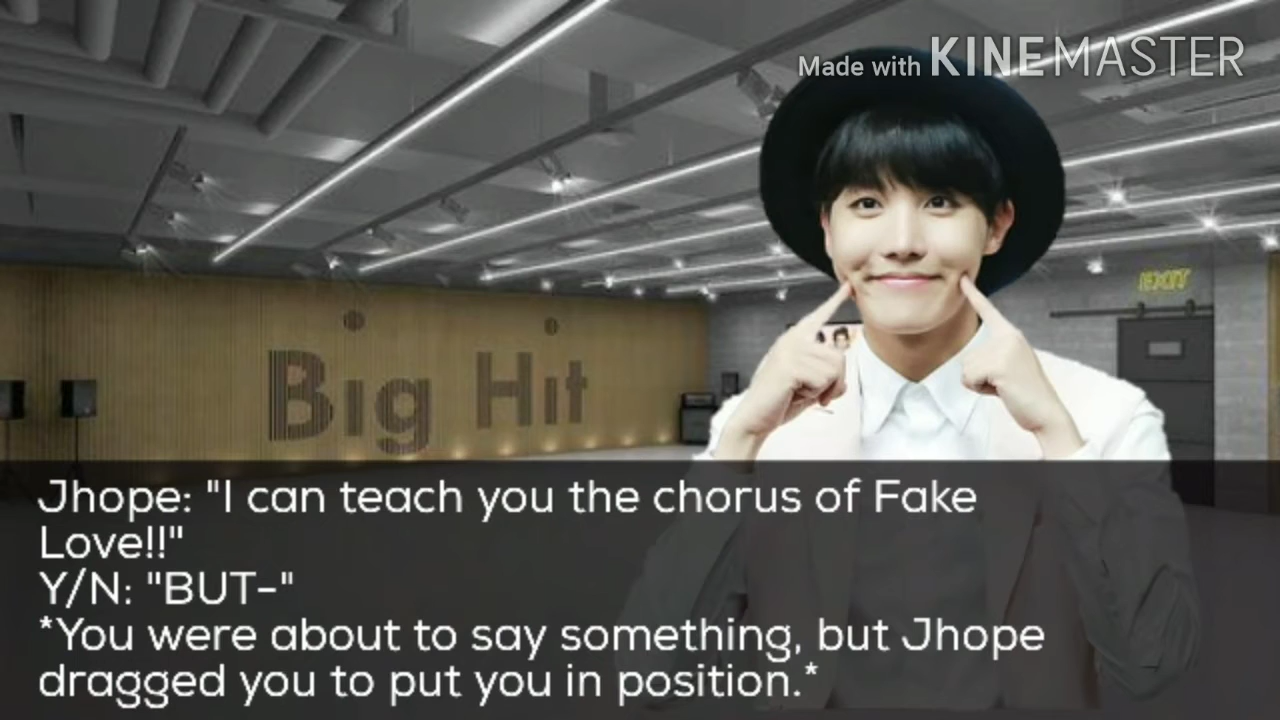 Made with KINEMASTER
EXIT
Big Hit
Jhope: "I can teach you the chorus of Fake
Love!!"
Y/N: "BUT-"
*You were about to say something, but Jhope
dragged you to put you in position.*